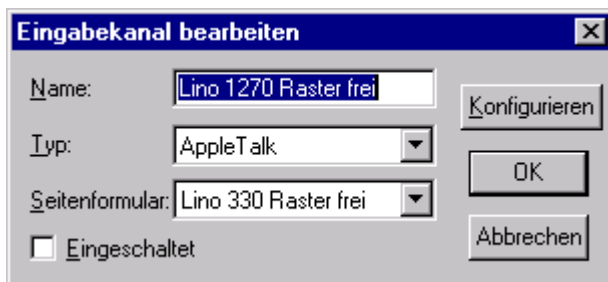 Eingabekanal bearbeiten
Name: Lino 1270 Raster frei
Konfigurieren
Typ: AppleTalk
OK
Seitenformular: Lino 330 Raster frei
Eingeschaltet
Abbrechen